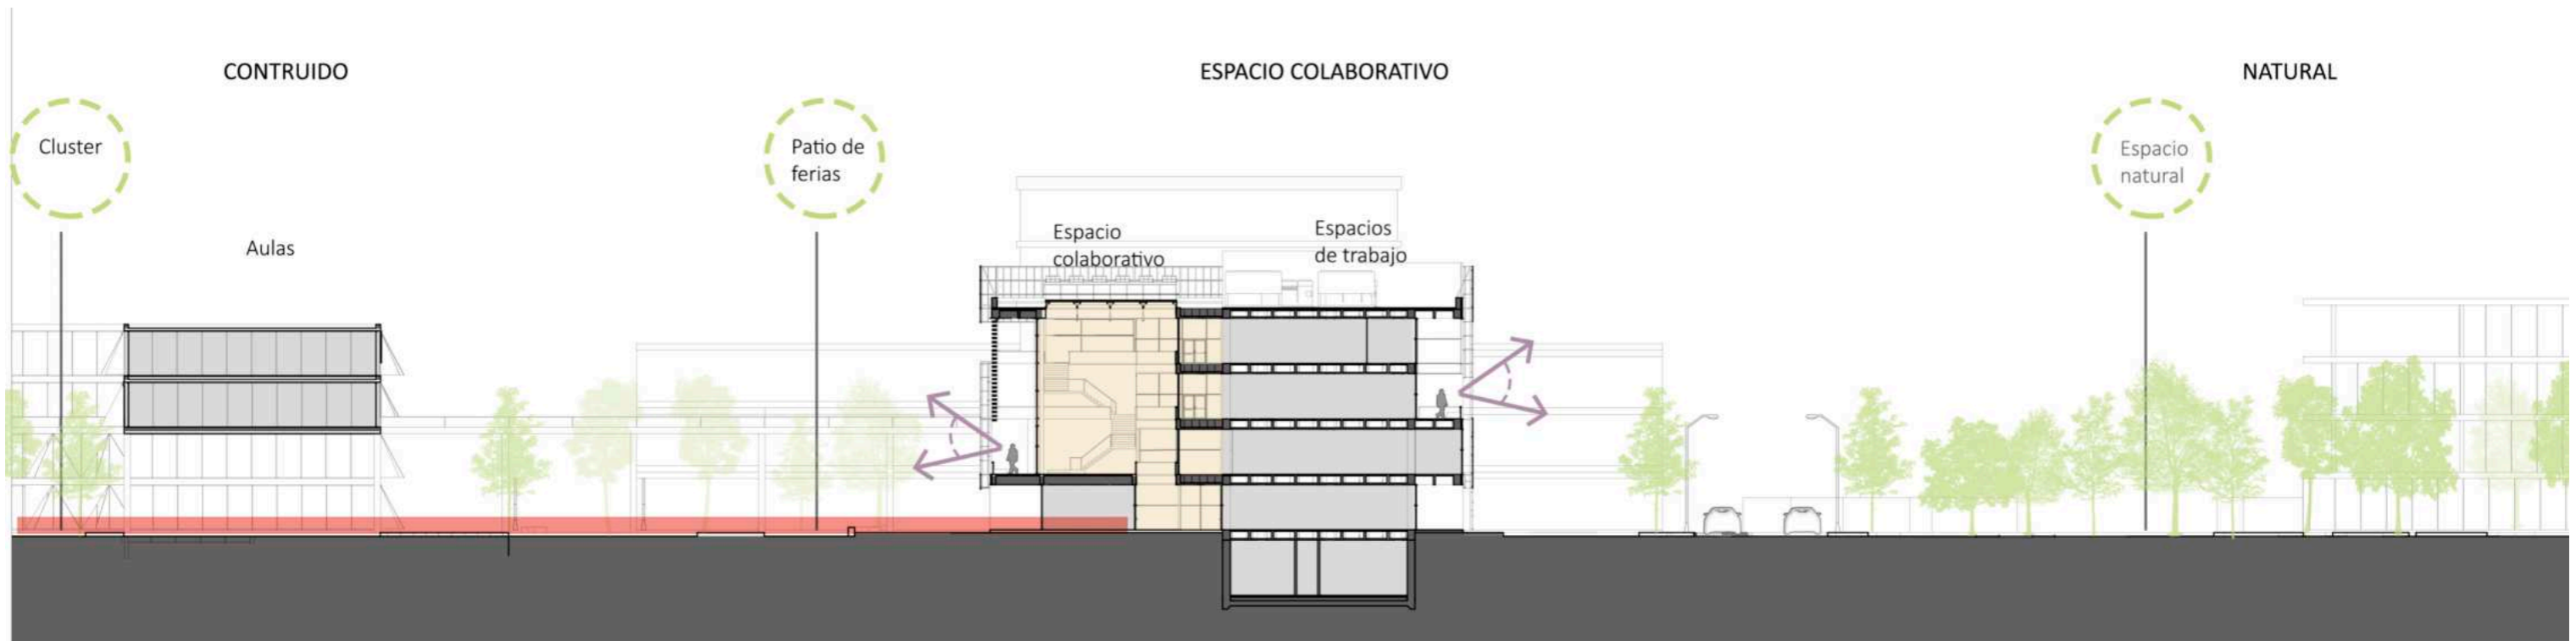 CONTRUIDO
ESPACIO COLABORATIVO
NATURAL
Cluster
Patio de
ferias
Espacio
natural
Aulas
Espacio
colaborativo
Espacios
de trabajo